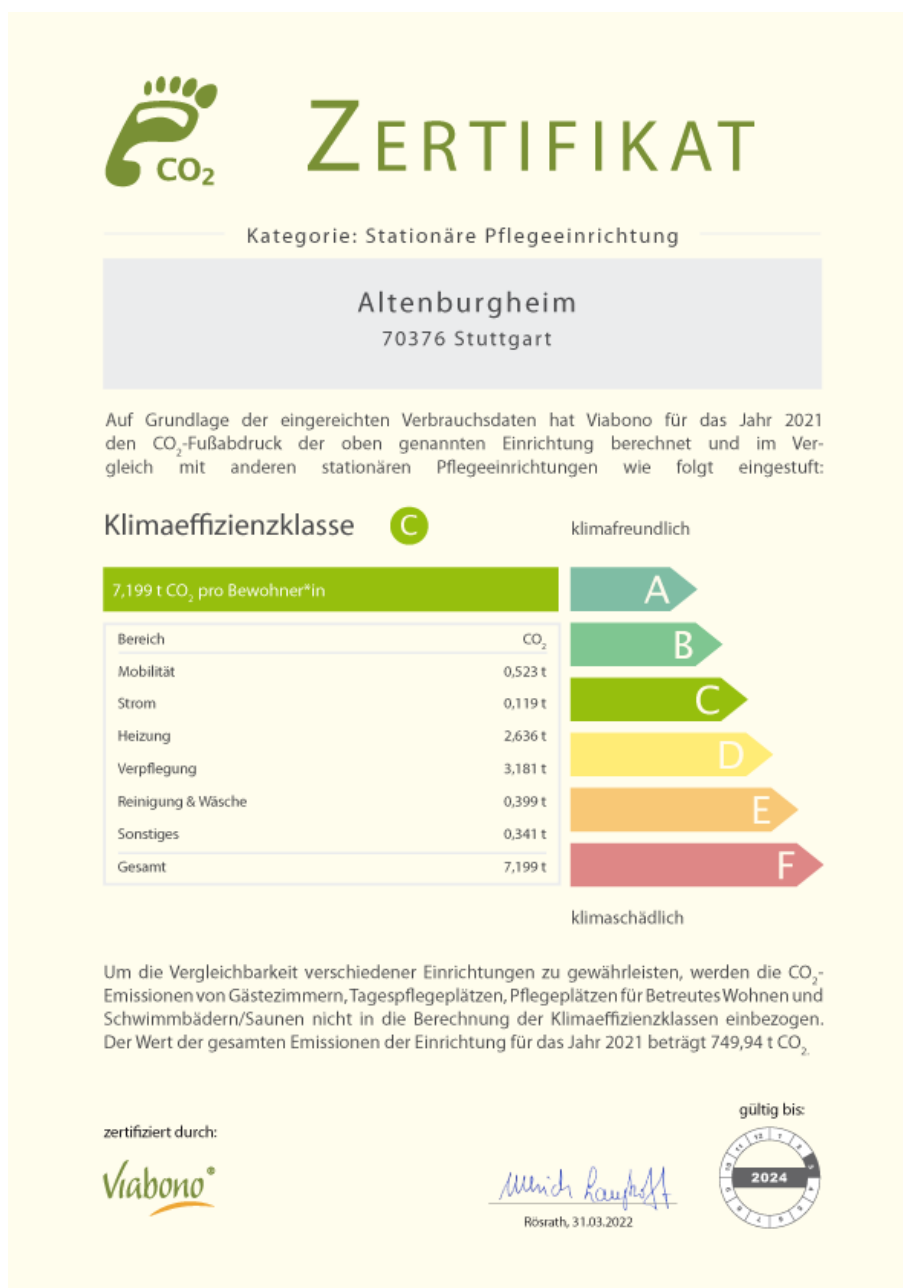 CO₂
ZERTIFIKAT
Kategorie: Stationäre Pflegeeinrichtung
Altenburgheim
70376 Stuttgart
Auf Grundlage der eingereichten Verbrauchsdaten hat Viabono für das Jahr 2021
den CO₂-Fußabdruck der oben genannten Einrichtung berechnet und im Ver-
gleich mit anderen stationären Pflegeeinrichtungen wie folgt eingestuft:
Klimaeffizienzklasse C
klimafreundlich
7,199 t CO₂ pro Bewohner*in
Bereich CO₂
Mobilität 0,523 t
Strom 0,119 t
Heizung 2,636 t
Verpflegung 3,181 t
Reinigung & Wäsche 0,399 t
Sonstiges 0,341 t
Gesamt 7,199 t
A
B
C
D
E
F
klimaschädlich
Um die Vergleichbarkeit verschiedener Einrichtungen zu gewährleisten, werden die CO₂-
Emissionen von Gästezimmern, Tagespflegeplätzen, Pflegeplätzen für Betreutes Wohnen und
Schwimmbädern/Saunen nicht in die Berechnung der Klimaeffizienzklassen einbezogen.
Der Wert der gesamten Emissionen der Einrichtung für das Jahr 2021 beträgt 749,94 t CO₂.
zertifiziert durch:
Viabono®
Rösrath, 31.03.2022
gültig bis:
2024